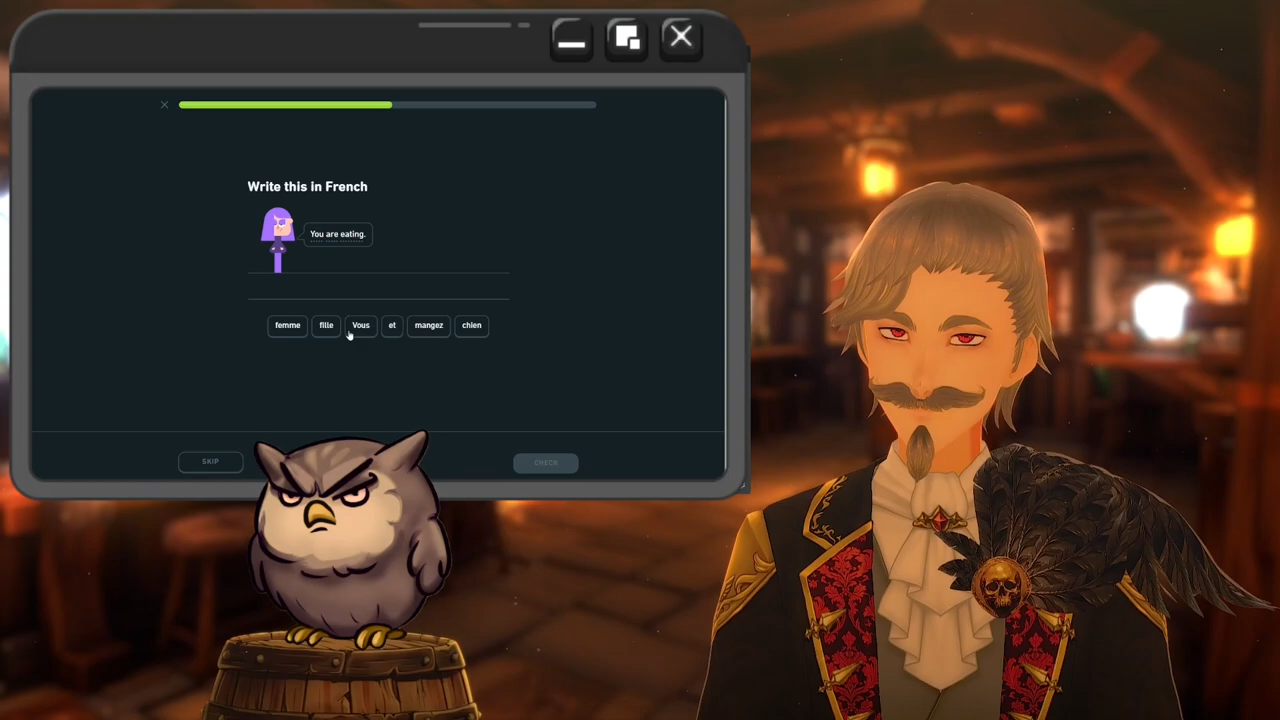 Write this in French
You are eating.
femme fille Vous et mangez chien
SKIP CHECK